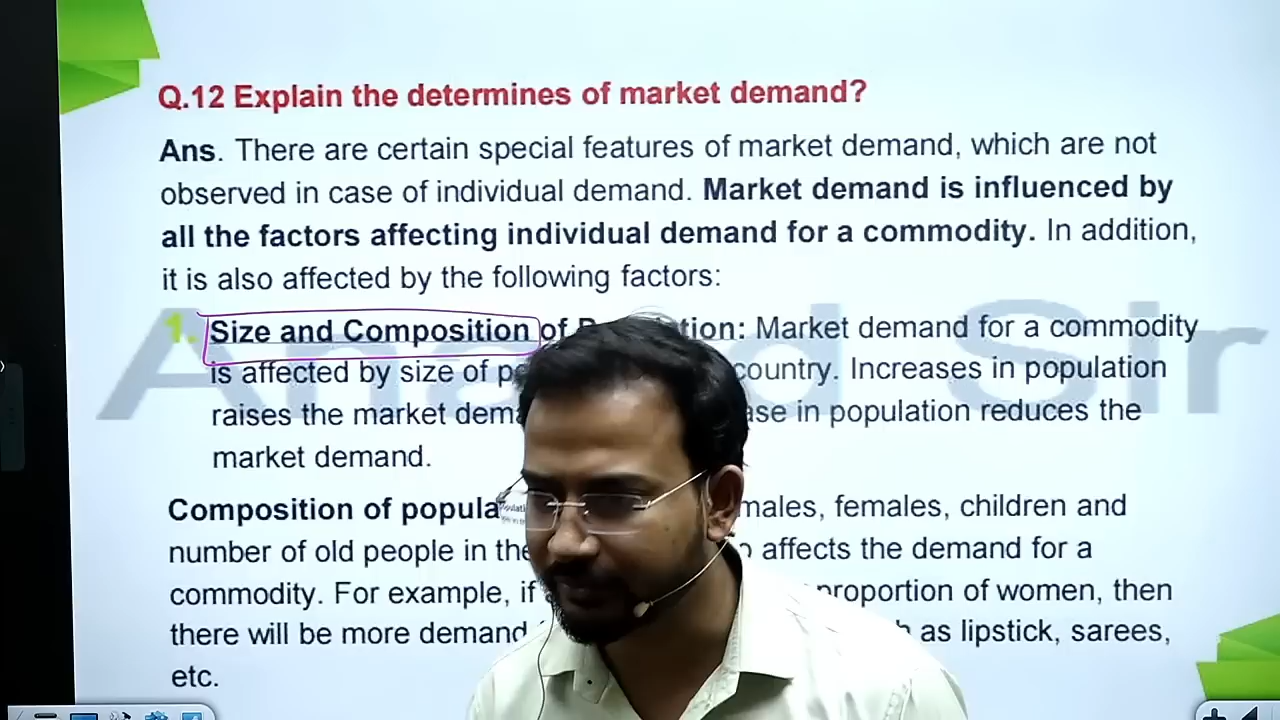 Q.12 Explain the determines of market demand?
Ans. There are certain special features of market demand, which are not
observed in case of individual demand. Market demand is influenced by
all the factors affecting individual demand for a commodity. In addition,
it is also affected by the following factors:
1. Size and Composition of Market demand for a commodity
is affected by size of country. Increases in population
raises the market in population reduces the
market demand.
Composition of males, females, children and
number of old people in affects the demand for a
commodity. For example, if proportion of women, then
there will be more demand as lipstick, sarees,
etc.
Anand Sir